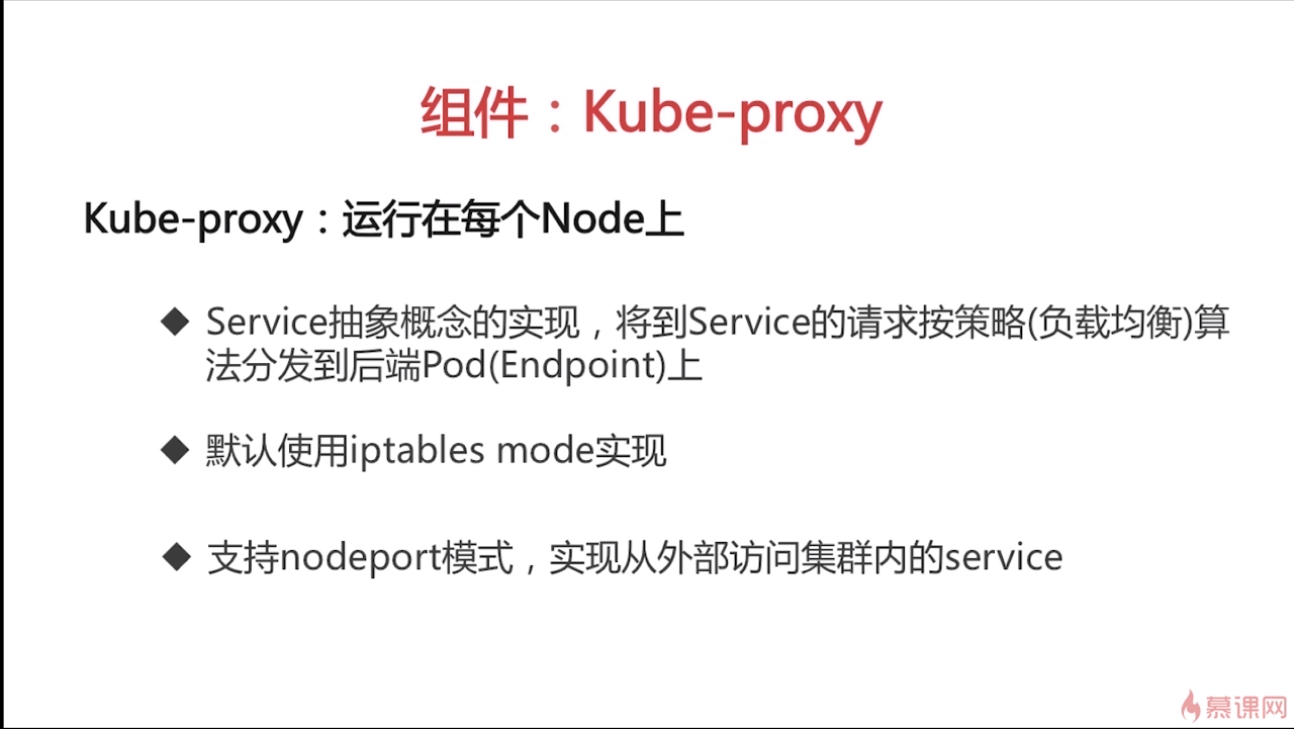 组件：Kube-proxy
Kube-proxy：运行在每个Node上
◆ Service抽象概念的实现，将到Service的请求按策略(负载均衡)算
法分发到后端Pod(Endpoint)上
◆ 默认使用iptables mode实现
◆ 支持nodeport模式，实现从外部访问集群内的service
慕课网